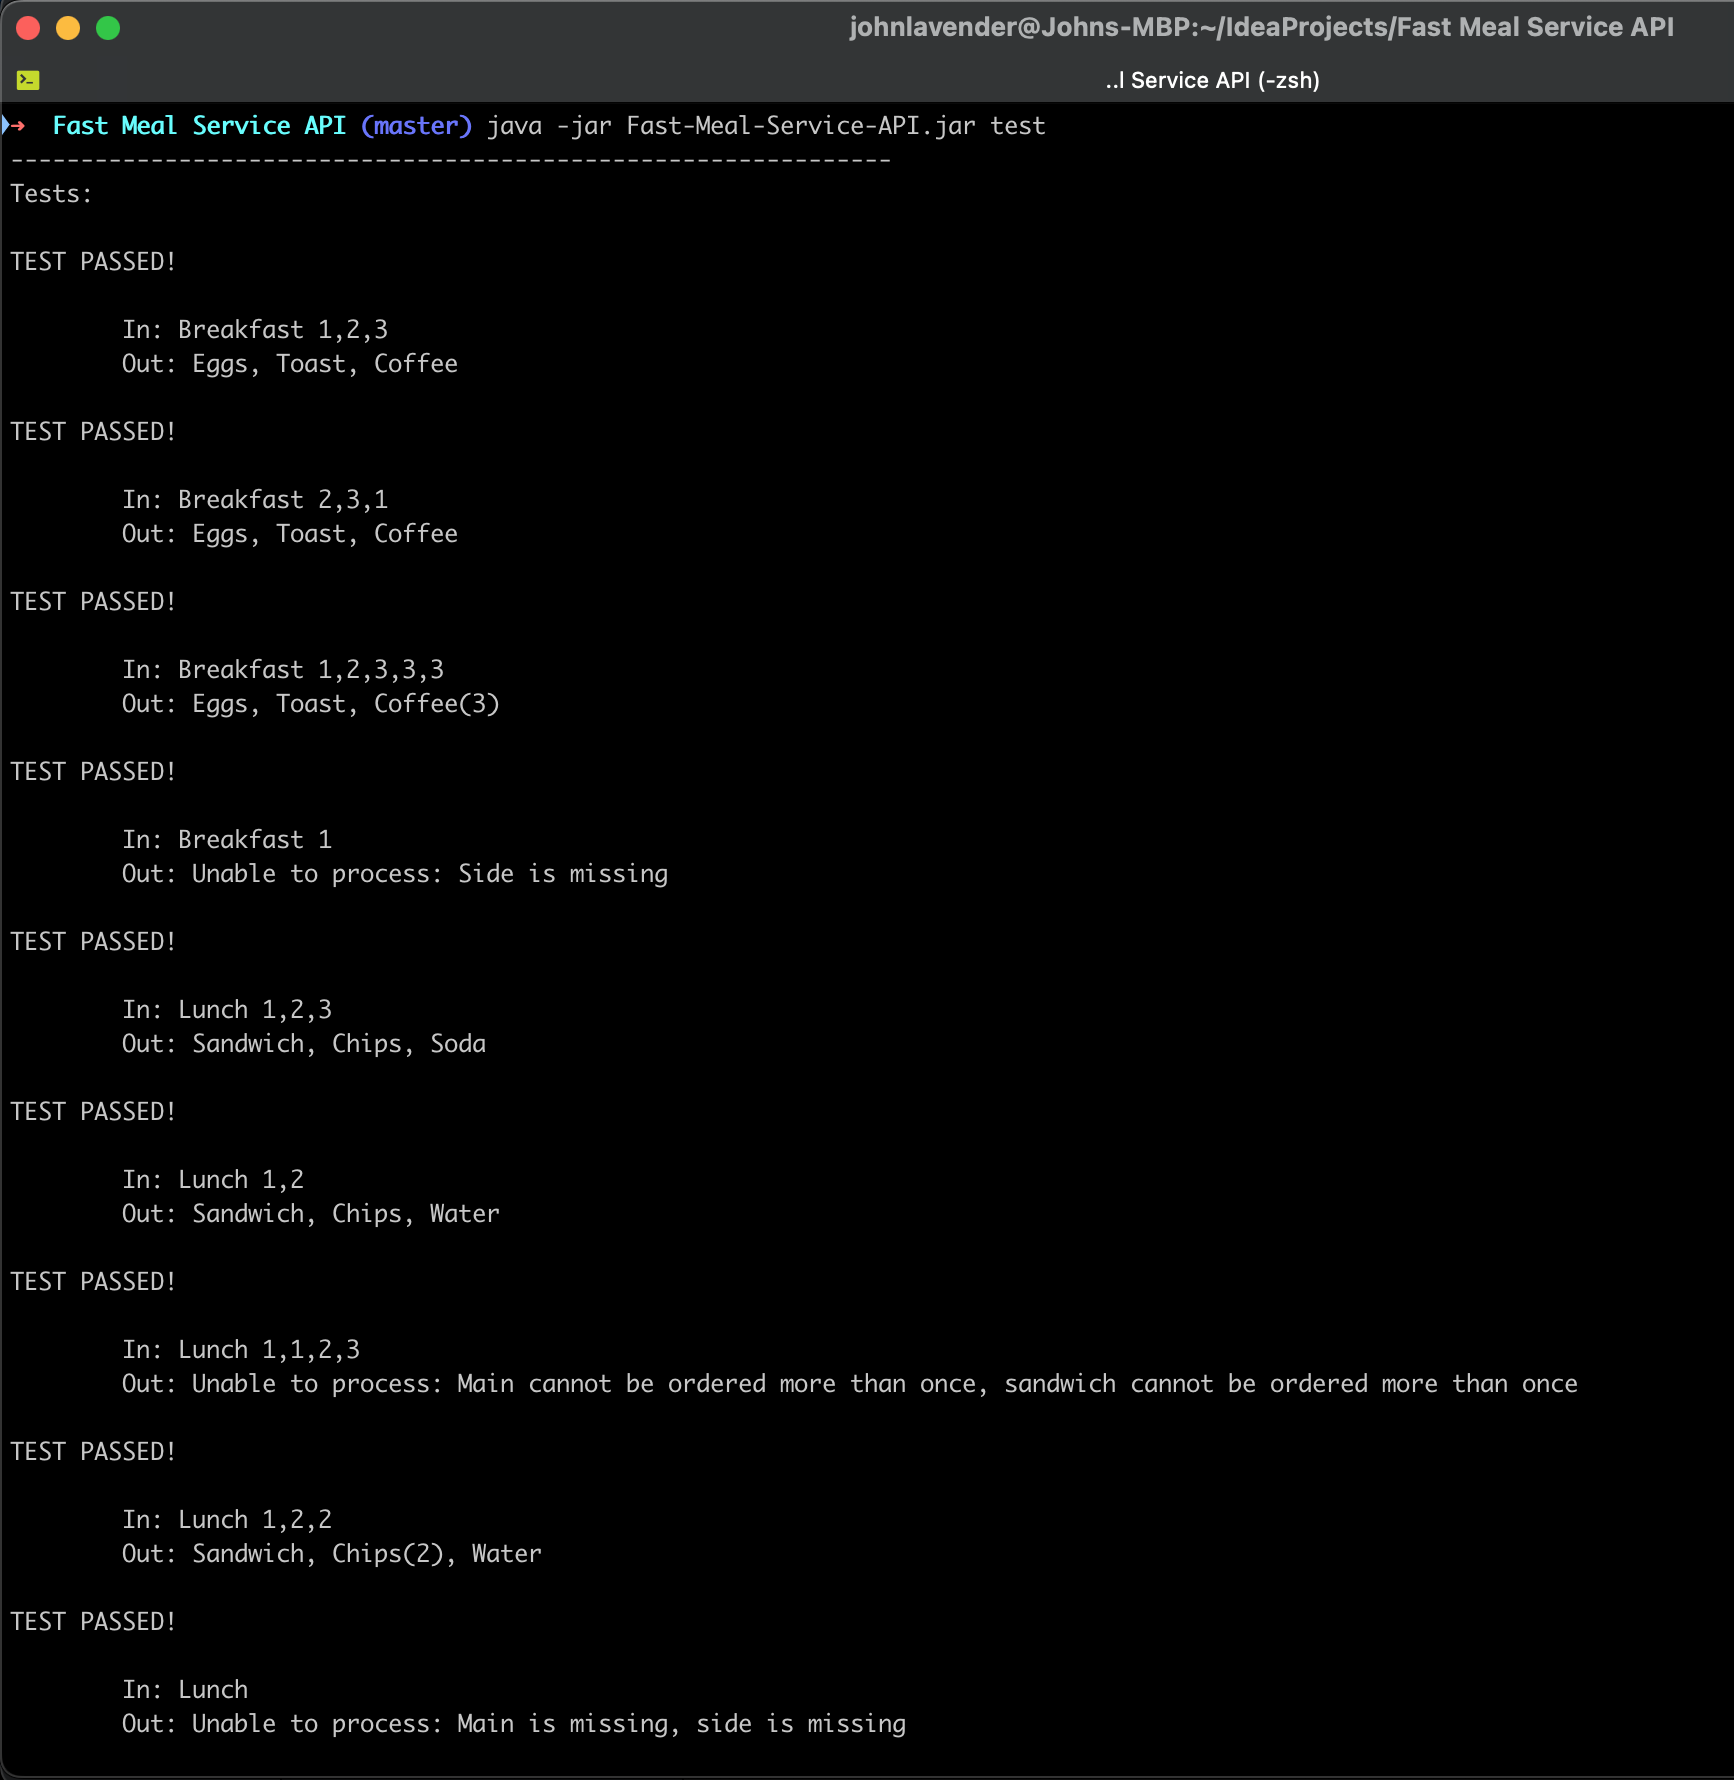 johnlavender@Johns-MBP:~/IdeaProjects/Fast Meal Service API
..l Service API (-zsh)
➜  Fast Meal Service API (master) java -jar Fast-Meal-Service-API.jar test
---------------------------------------------------------------
Tests:
TEST PASSED!
In: Breakfast 1,2,3
Out: Eggs, Toast, Coffee
TEST PASSED!
In: Breakfast 2,3,1
Out: Eggs, Toast, Coffee
TEST PASSED!
In: Breakfast 1,2,3,3,3
Out: Eggs, Toast, Coffee(3)
TEST PASSED!
In: Breakfast 1
Out: Unable to process: Side is missing
TEST PASSED!
In: Lunch 1,2,3
Out: Sandwich, Chips, Soda
TEST PASSED!
In: Lunch 1,2
Out: Sandwich, Chips, Water
TEST PASSED!
In: Lunch 1,1,2,3
Out: Unable to process: Main cannot be ordered more than once, sandwich cannot be ordered more than once
TEST PASSED!
In: Lunch 1,2,2
Out: Sandwich, Chips(2), Water
TEST PASSED!
In: Lunch
Out: Unable to process: Main is missing, side is missing